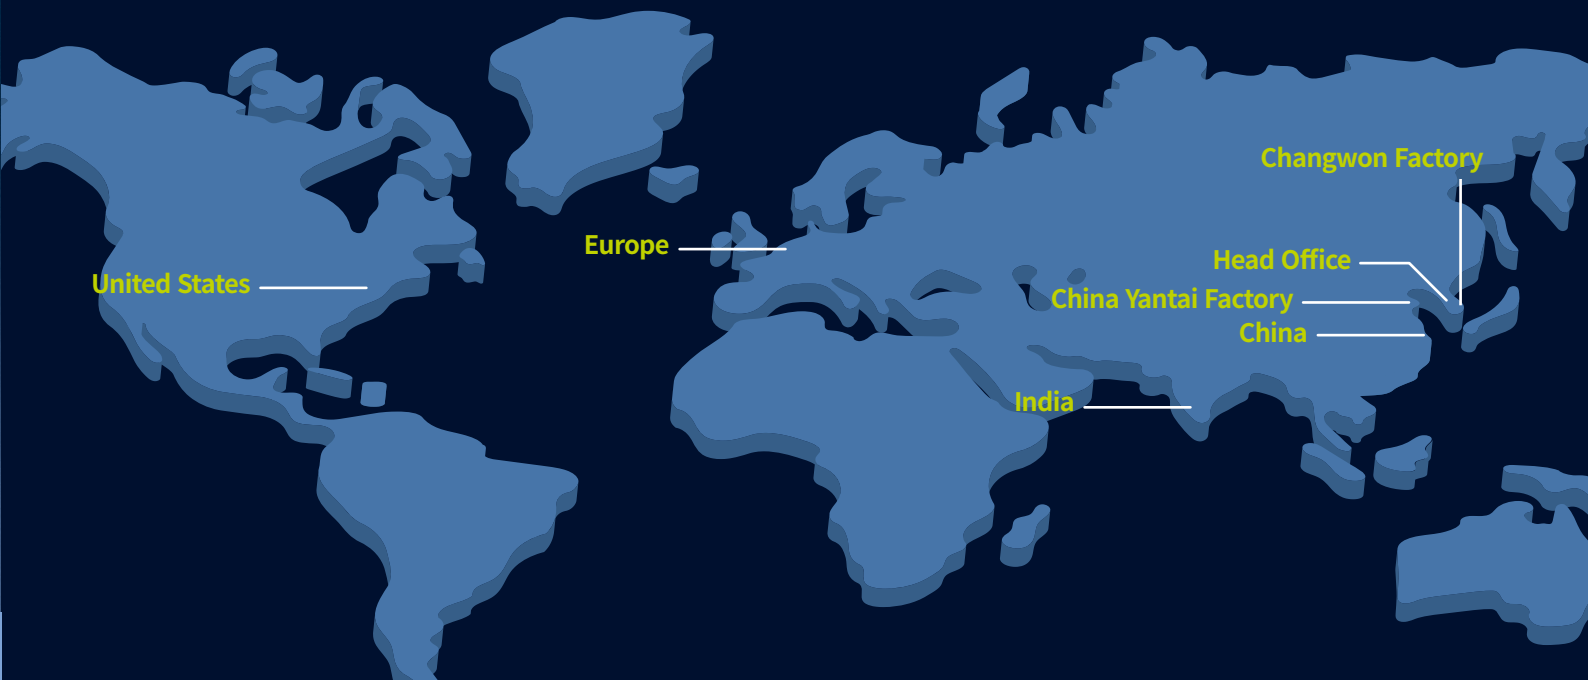 Changwon Factory
Europe
Head Office
United States
China Yantai Factory
China
India